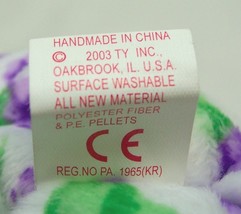 HANDMADE IN CHINA
© 2003 TY INC.,
OAKBROOK, IL. U.S.A.
SURFACE WASHABLE
ALL NEW MATERIAL
POLYESTER FIBER
& P.E. PELLETS
CE
REG.NO PA. 1965(KR)